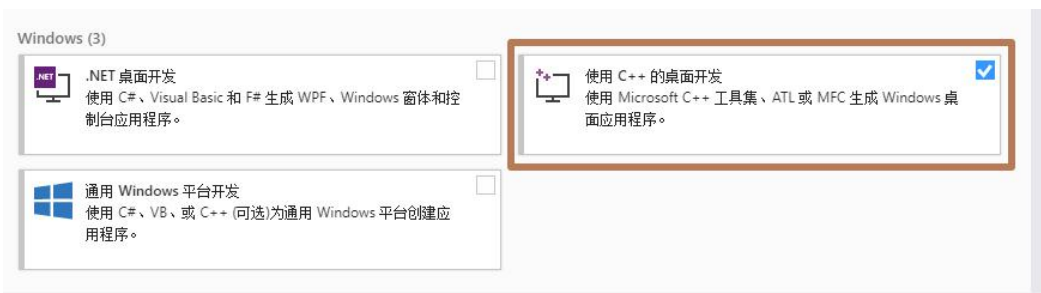 Windows (3)
.NET 桌面开发
使用 C#、Visual Basic 和 F# 生成 WPF、Windows 窗体和控
制台应用程序。
使用 C++ 的桌面开发
使用 Microsoft C++ 工具集、ATL 或 MFC 生成 Windows 桌
面应用程序。
通用 Windows 平台开发
使用 C#、VB、或 C++ (可选)为通用 Windows 平台创建应
用程序。
.NET
++